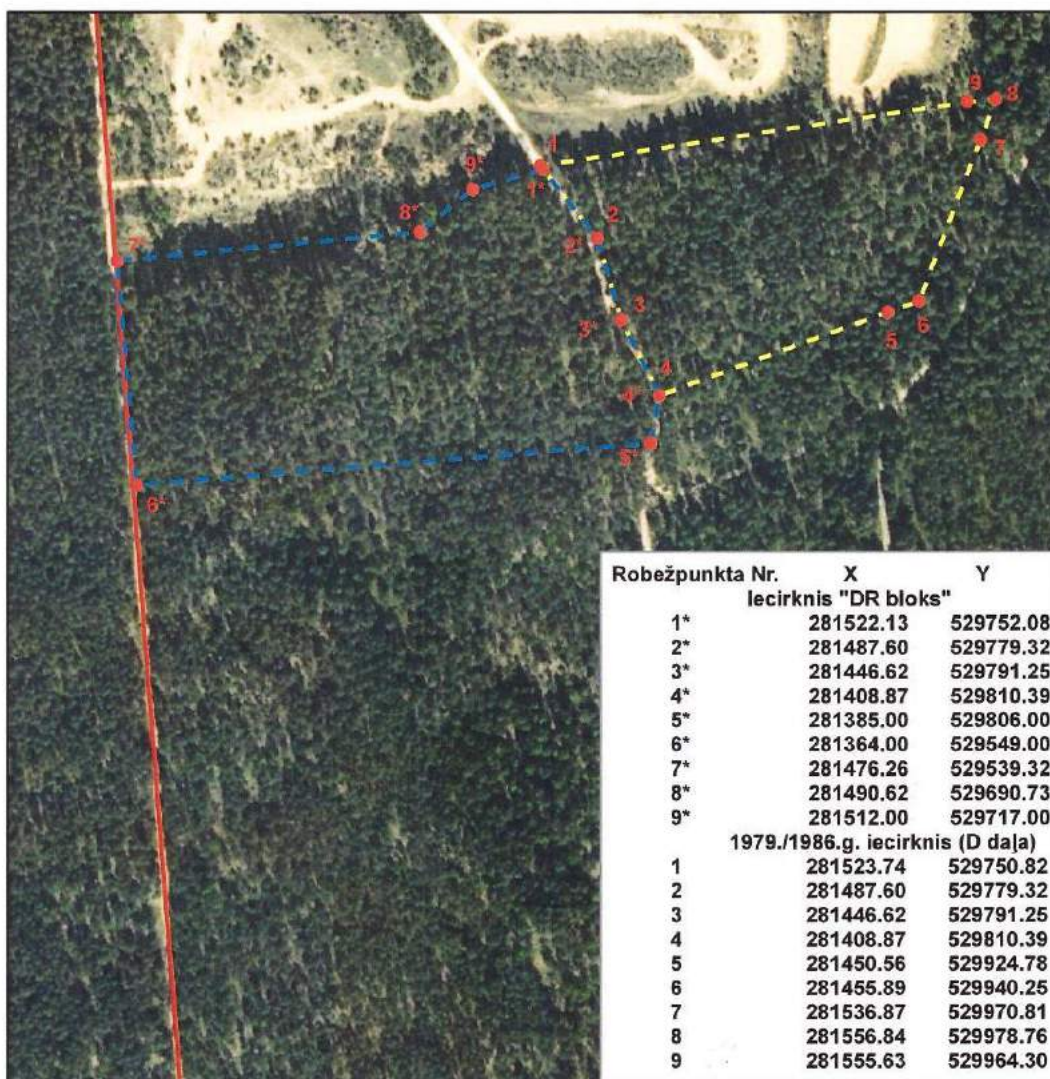 9 8
1
9*
7
1*
8*
2
2*
7*
6
3
5
3*
4
4*
5*
6*
Robežpunkta Nr. X Y
Iecirknis "DR bloks"
1* 281522.13 529752.08
2* 281487.60 529779.32
3* 281446.62 529791.25
4* 281408.87 529810.39
5* 281385.00 529806.00
6* 281364.00 529549.00
7* 281476.26 529539.32
8* 281490.62 529690.73
9* 281512.00 529717.00
1979./1986.g. iecirknis (D daļa)
1 281523.74 529750.82
2 281487.60 529779.32
3 281446.62 529791.25
4 281408.87 529810.39
5 281450.56 529924.78
6 281455.89 529940.25
7 281536.87 529970.81
8 281556.84 529978.76
9 281555.63 529964.30